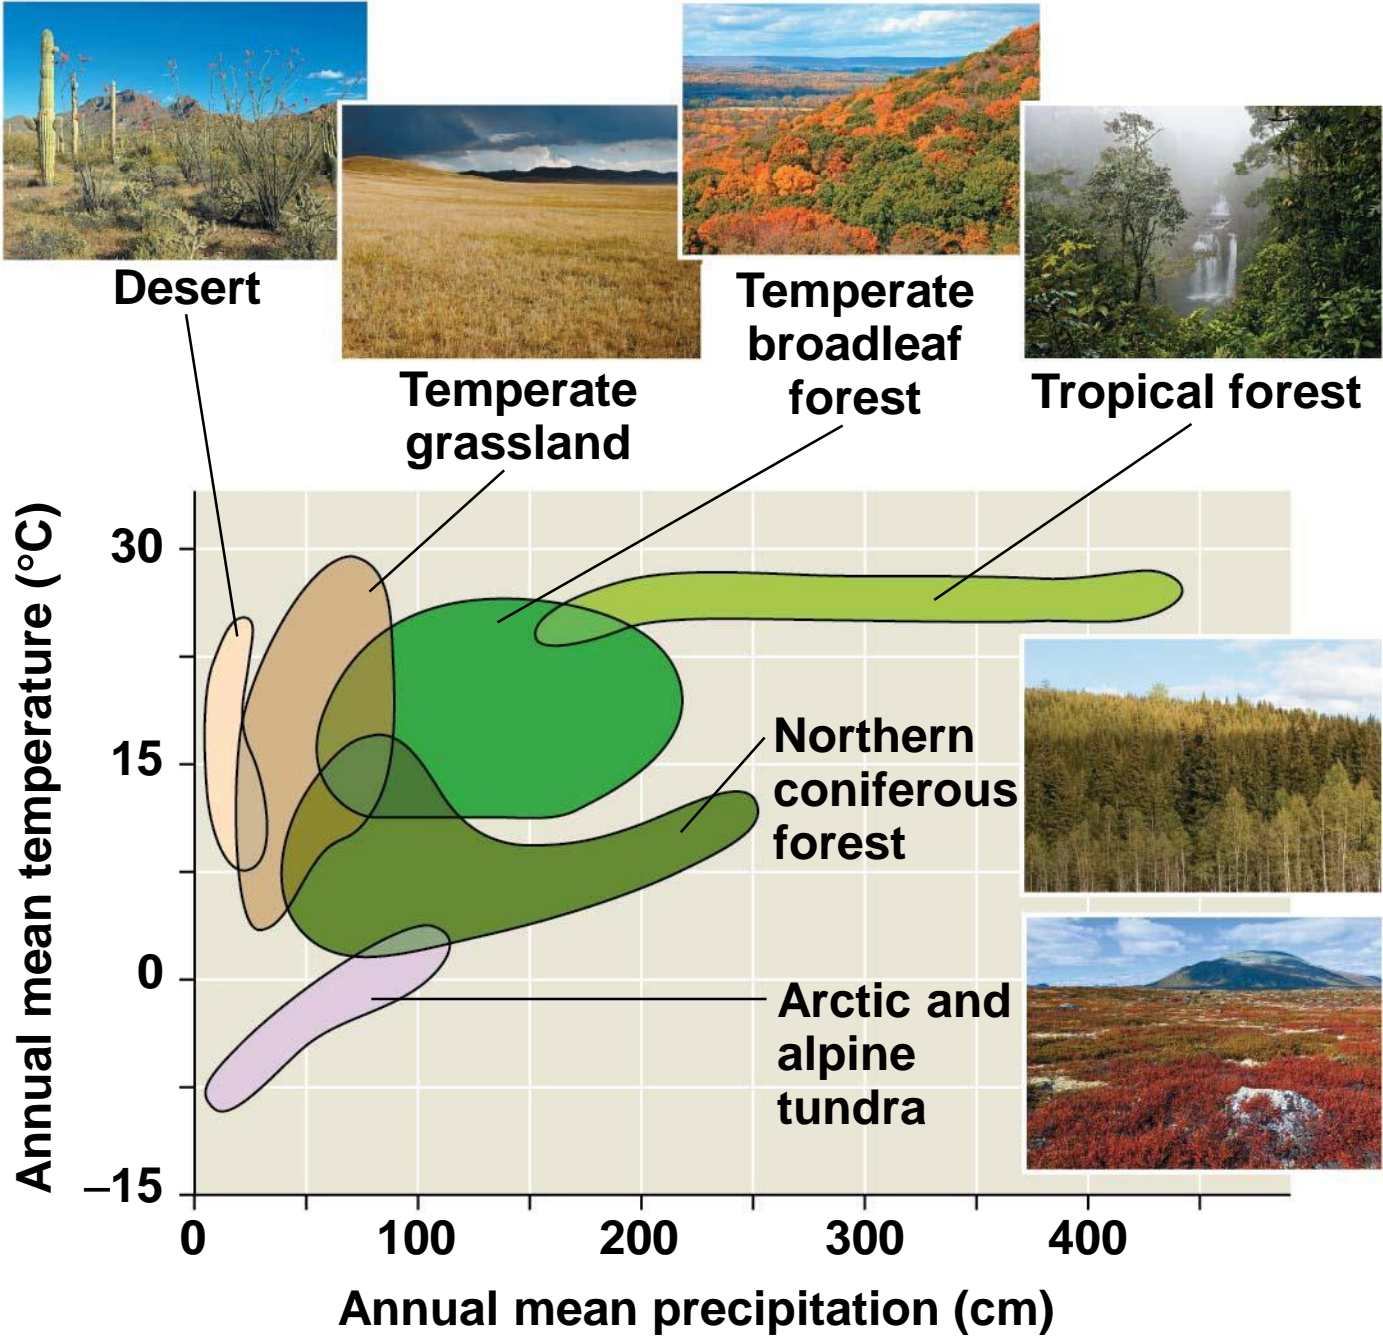 Desert
Temperate
grassland
Temperate
broadleaf
forest
Tropical forest
Annual mean temperature (°C)
30
15
0
–15
Northern
coniferous
forest
Arctic and
alpine
tundra
0
100
200
300
400
Annual mean precipitation (cm)